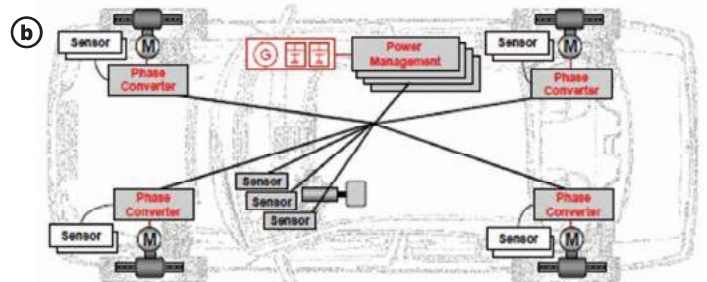 b
Sensor
M
Phase
Converter
G
Power
Management
Sensor
M
Phase
Converter
Phase
Converter
Sensor
M
Sensor
Sensor
Sensor
Phase
Converter
Sensor
M